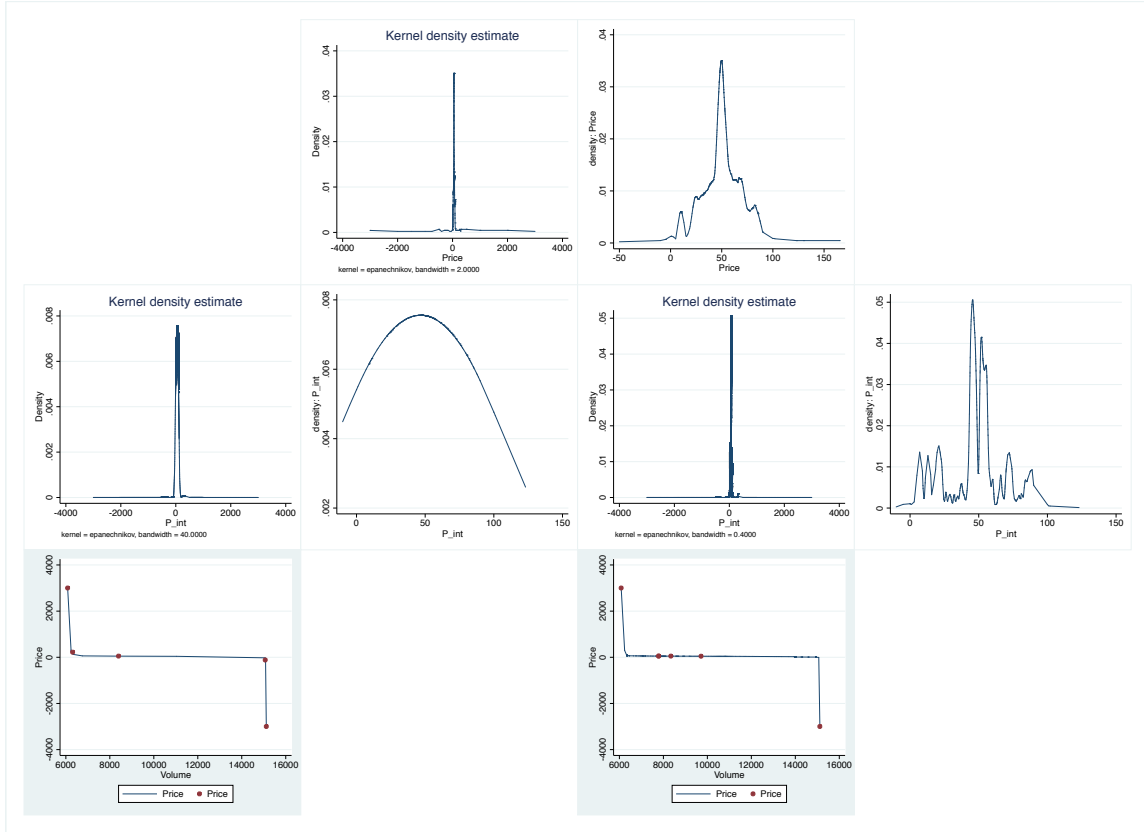 Kernel density estimate
Density
0 .01 .02 .03 .04
-4000 -2000 0 2000 4000
Price
kernel = epanechnikov, bandwidth = 2.0000
density: Price
0 .01 .02 .03 .04
-50 0 50 100 150
Price
Kernel density estimate
Density
0 .002 .004 .006 .008
-4000 -2000 0 2000 4000
P_int
kernel = epanechnikov, bandwidth = 40.0000
density: P_int
.002 .004 .006 .008
0 50 100 150
P_int
Kernel density estimate
Density
0 .01 .02 .03 .04 .05
-4000 -2000 0 2000 4000
P_int
kernel = epanechnikov, bandwidth = 0.4000
density: P_int
0 .01 .02 .03 .04 .05
0 50 100 150
P_int
Price
-4000 -2000 0 2000 4000
6000 8000 10000 12000 14000 16000
Volume
Price Price
Price
-4000 -2000 0 2000 4000
6000 8000 10000 12000 14000 16000
Volume
Price Price